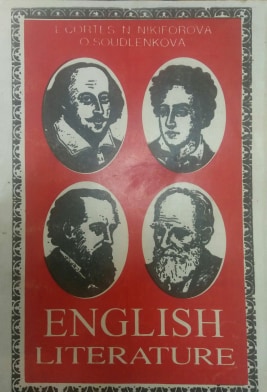 I. CORTES, N. NIKIFOROVA
O. SOUDLENKOVA
ENGLISH
LITERATURE